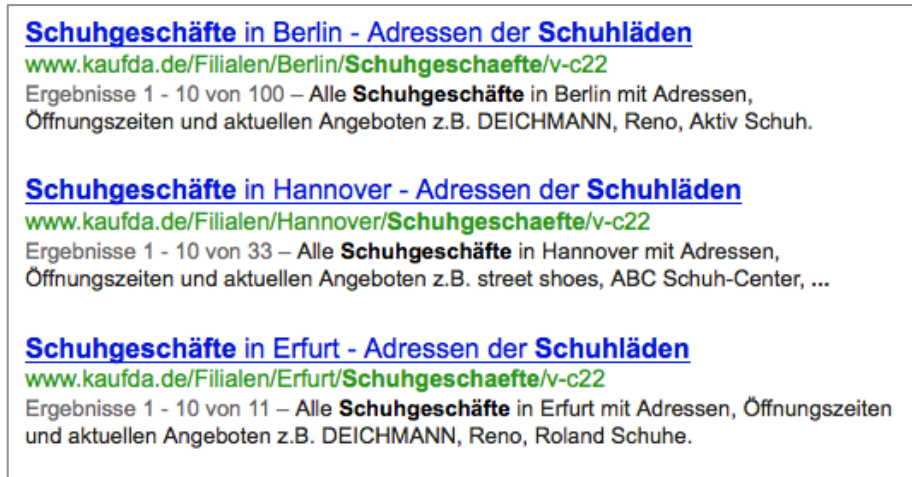 Schuhgeschäfte in Berlin - Adressen der Schuhläden
www.kaufda.de/Filialen/Berlin/Schuhgeschaefte/v-c22
Ergebnisse 1 - 10 von 100 – Alle Schuhgeschäfte in Berlin mit Adressen,
Öffnungszeiten und aktuellen Angeboten z.B. DEICHMANN, Reno, Aktiv Schuh.
Schuhgeschäfte in Hannover - Adressen der Schuhläden
www.kaufda.de/Filialen/Hannover/Schuhgeschaefte/v-c22
Ergebnisse 1 - 10 von 33 – Alle Schuhgeschäfte in Hannover mit Adressen,
Öffnungszeiten und aktuellen Angeboten z.B. street shoes, ABC Schuh-Center, ...
Schuhgeschäfte in Erfurt - Adressen der Schuhläden
www.kaufda.de/Filialen/Erfurt/Schuhgeschaefte/v-c22
Ergebnisse 1 - 10 von 11 – Alle Schuhgeschäfte in Erfurt mit Adressen, Öffnungszeiten
und aktuellen Angeboten z.B. DEICHMANN, Reno, Roland Schuhe.